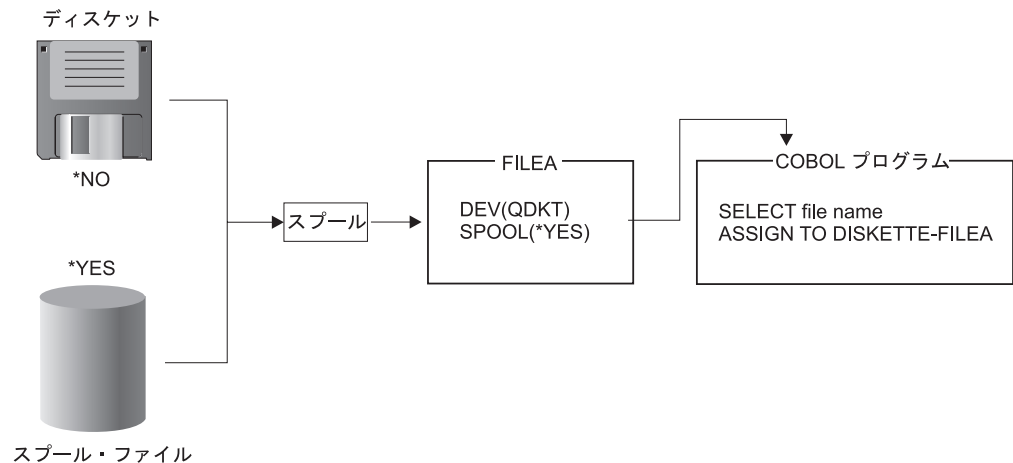 ディスケット
*NO
*YES
スプール・ファイル
スプール
FILEA
DEV(QDKT)
SPOOL(*YES)
COBOL プログラム
SELECT file name
ASSIGN TO DISKETTE-FILEA